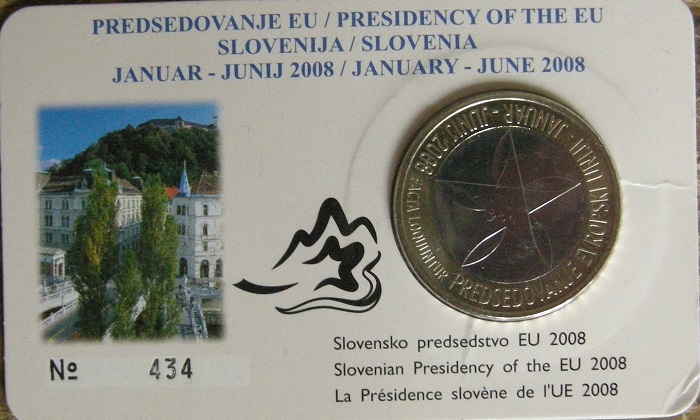 PREDSEDOVANJE EU / PRESIDENCY OF THE EU
SLOVENIJA / SLOVENIA
JANUAR - JUNIJ 2008 / JANUARY - JUNE 2008
PREDSEDOVANJE EVROPSKI UNIJI · JANUAR - JUNIJ 2008 · ACTA LOQUUNTUR
Slovensko predsedstvo EU 2008
Slovenian Presidency of the EU 2008
La Présidence slovène de l'UE 2008
Nº 434